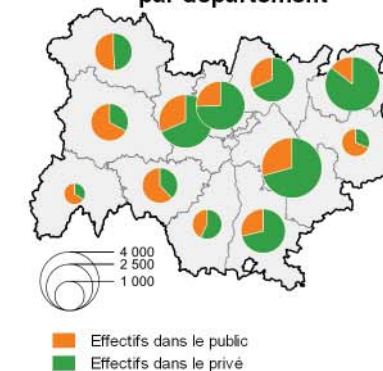 par département
4 000
2 500
1 000
Effectifs dans le public
Effectifs dans le privé